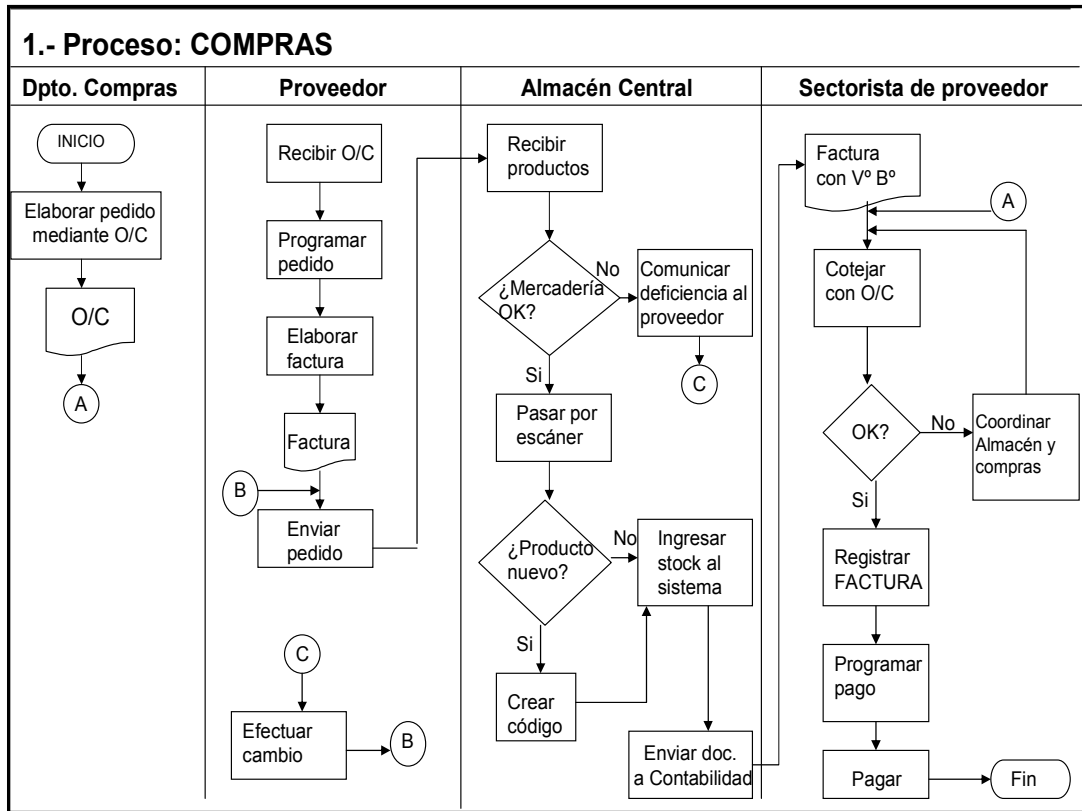 1.- Proceso: COMPRAS
Dpto. Compras
INICIO
Elaborar pedido
mediante O/C
O/C
A
Proveedor
Recibir O/C
Programar
pedido
Elaborar
factura
Factura
B
Enviar
pedido
C
Efectuar
cambio
B
Almacén Central
Recibir
productos
¿Mercadería
OK?
No
Comunicar
deficiencia al
proveedor
C
Si
Pasar por
escáner
¿Producto
nuevo?
No
Ingresar
stock al
sistema
Si
Crear
código
Enviar doc.
a Contabilidad
Sectorista de proveedor
Factura
con Vº Bº
A
Cotejar
con O/C
OK?
No
Coordinar
Almacén y
compras
Si
Registrar
FACTURA
Programar
pago
Pagar
Fin